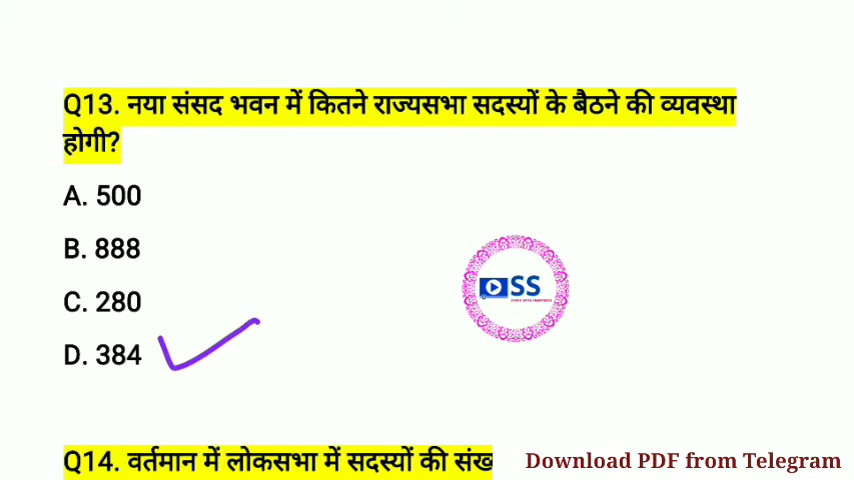 Q13. नया संसद भवन में कितने राज्यसभा सदस्यों के बैठने की व्यवस्था
होगी?
A. 500
B. 888
SS
C. 280
D. 384
Q14. वर्तमान में लोकसभा में सदस्यों की
Download PDF from Telegram